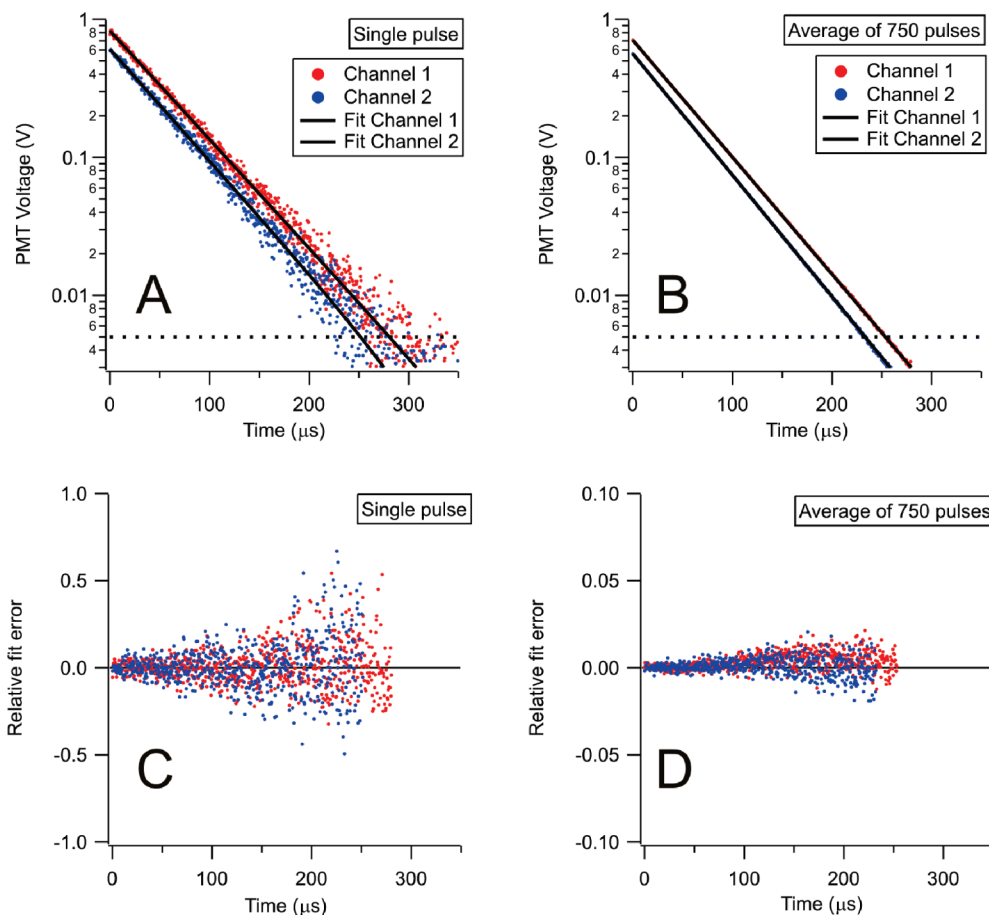 Single pulse
Channel 1
Channel 2
Fit Channel 1
Fit Channel 2
1
8
6
4
2
0.1
8
6
4
2
0.01
8
6
4
PMT Voltage (V)
A
0
100
200
300
Time (μs)
Average of 750 pulses
Channel 1
Channel 2
Fit Channel 1
Fit Channel 2
1
8
6
4
2
0.1
8
6
4
2
0.01
8
6
4
PMT Voltage (V)
B
0
100
200
300
Time (μs)
Single pulse
1.0
0.5
0.0
-0.5
-1.0
Relative fit error
C
0
100
200
300
Time (μs)
Average of 750 pulses
0.10
0.05
0.00
-0.05
-0.10
Relative fit error
D
0
100
200
300
Time (μs)